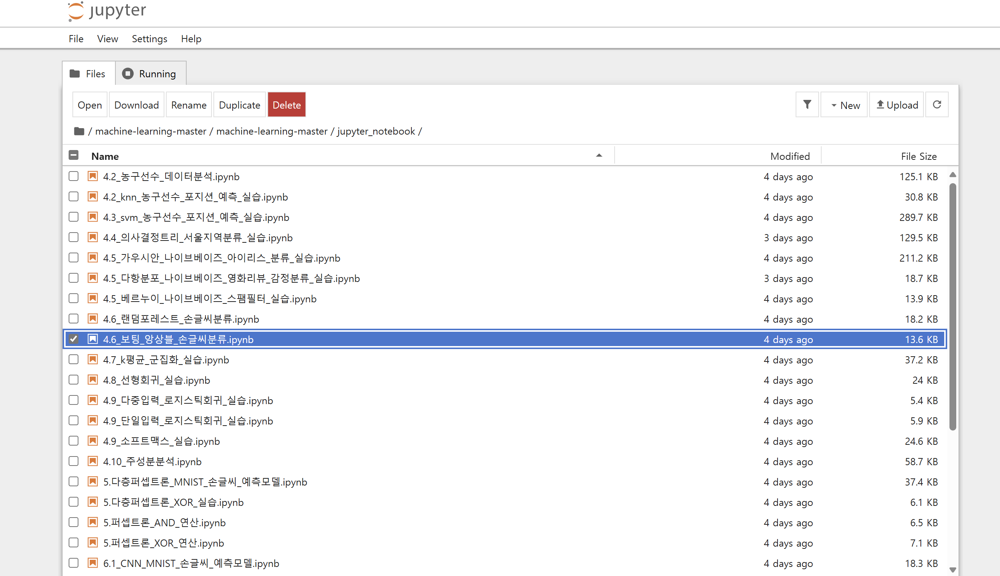 jupyter
File View Settings Help
Files Running
Open Download Rename Duplicate Delete New Upload
/ machine-learning-master / machine-learning-master / jupyter_notebook /
Name Modified File Size
4.2_농구선수_데이터분석.ipynb 4 days ago 125.1 KB
4.2_knn_농구선수_포지션_예측_실습.ipynb 4 days ago 30.8 KB
4.3_svm_농구선수_포지션_예측_실습.ipynb 4 days ago 289.7 KB
4.4_의사결정트리_서울지역분류_실습.ipynb 3 days ago 129.5 KB
4.5_가우시안_나이브베이즈_아이리스_분류_실습.ipynb 4 days ago 211.2 KB
4.5_다항분포_나이브베이즈_영화리뷰_감정분류_실습.ipynb 3 days ago 18.7 KB
4.5_베르누이_나이브베이즈_스팸필터_실습.ipynb 4 days ago 13.9 KB
4.6_랜덤포레스트_손글씨분류.ipynb 4 days ago 18.2 KB
4.6_보팅_앙상블_손글씨분류.ipynb 4 days ago 13.6 KB
4.7_k평균_군집화_실습.ipynb 4 days ago 37.2 KB
4.8_선형회귀_실습.ipynb 4 days ago 24 KB
4.9_다중입력_로지스틱회귀_실습.ipynb 4 days ago 5.4 KB
4.9_단일입력_로지스틱회귀_실습.ipynb 4 days ago 5.9 KB
4.9_소프트맥스_실습.ipynb 4 days ago 24.6 KB
4.10_주성분분석.ipynb 4 days ago 58.7 KB
5.다층퍼셉트론_MNIST_손글씨_예측모델.ipynb 4 days ago 37.4 KB
5.다층퍼셉트론_XOR_실습.ipynb 4 days ago 6.1 KB
5.퍼셉트론_AND_연산.ipynb 4 days ago 6.5 KB
5.퍼셉트론_XOR_연산.ipynb 4 days ago 7.1 KB
6.1_CNN_MNIST_손글씨_예측모델.ipynb 4 days ago 18.3 KB